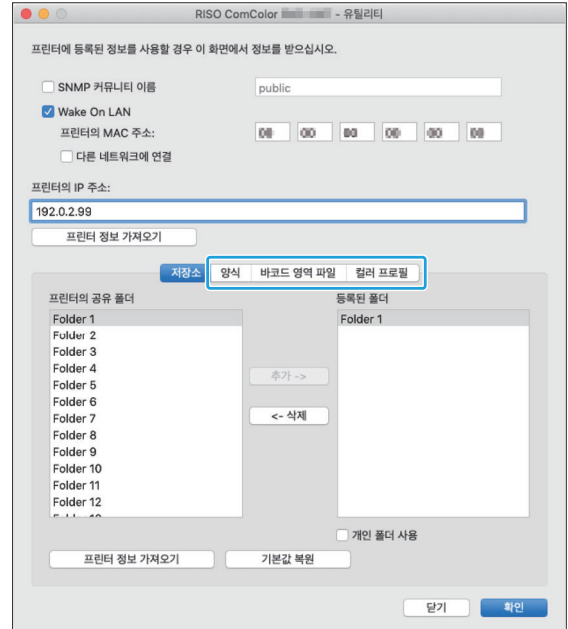 RISO ComColor - 유틸리티
프린터에 등록된 정보를 사용할 경우 이 화면에서 정보를 받으십시오.
SNMP 커뮤니티 이름 public
Wake On LAN
프린터의 MAC 주소:
다른 네트워크에 연결
프린터의 IP 주소:
192.0.2.99
프린터 정보 가져오기
저장소 양식 바코드 영역 파일 컬러 프로필
프린터의 공유 폴더 등록된 폴더
Folder 1 Folder 1
Folder 2
Folder 3
Folder 4
추가 ->
Folder 5
Folder 6
Folder 7 <- 삭제
Folder 8
Folder 9
Folder 10
Folder 11
Folder 12
개인 폴더 사용
프린터 정보 가져오기 기본값 복원
닫기 확인